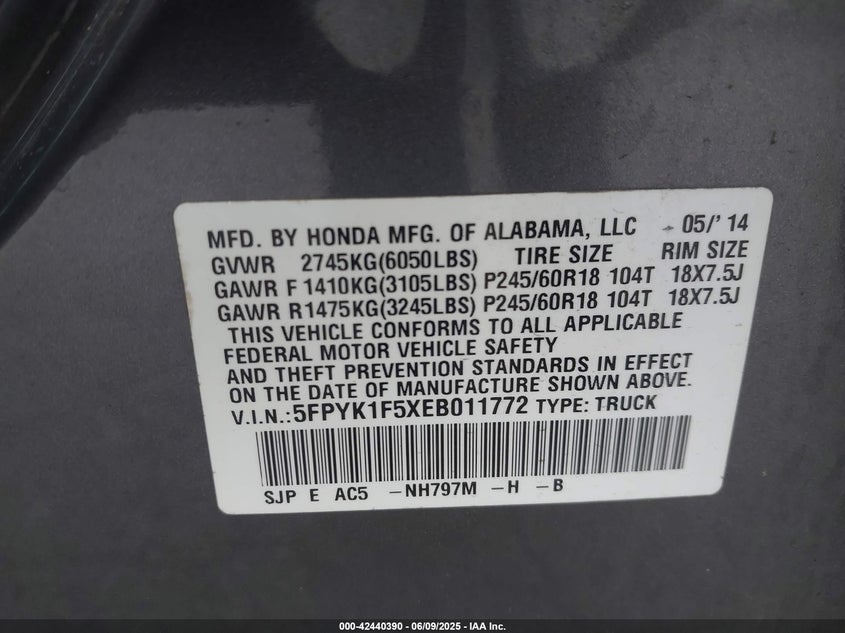 MFD. BY HONDA MFG. OF ALABAMA, LLC 05/'14
GVWR 2745KG(6050LBS) TIRE SIZE RIM SIZE
GAWR F 1410KG(3105LBS) P245/60R18 104T 18X7.5J
GAWR R1475KG(3245LBS) P245/60R18 104T 18X7.5J
THIS VEHICLE CONFORMS TO ALL APPLICABLE
FEDERAL MOTOR VEHICLE SAFETY
AND THEFT PREVENTION STANDARDS IN EFFECT
ON THE DATE OF MANUFACTURE SHOWN ABOVE.
V.I.N.:5FPYK1F5XEB011772 TYPE: TRUCK
SJP E AC5 -NH797M -H -B
000-42440390 - 06/09/2025 - IAA Inc.